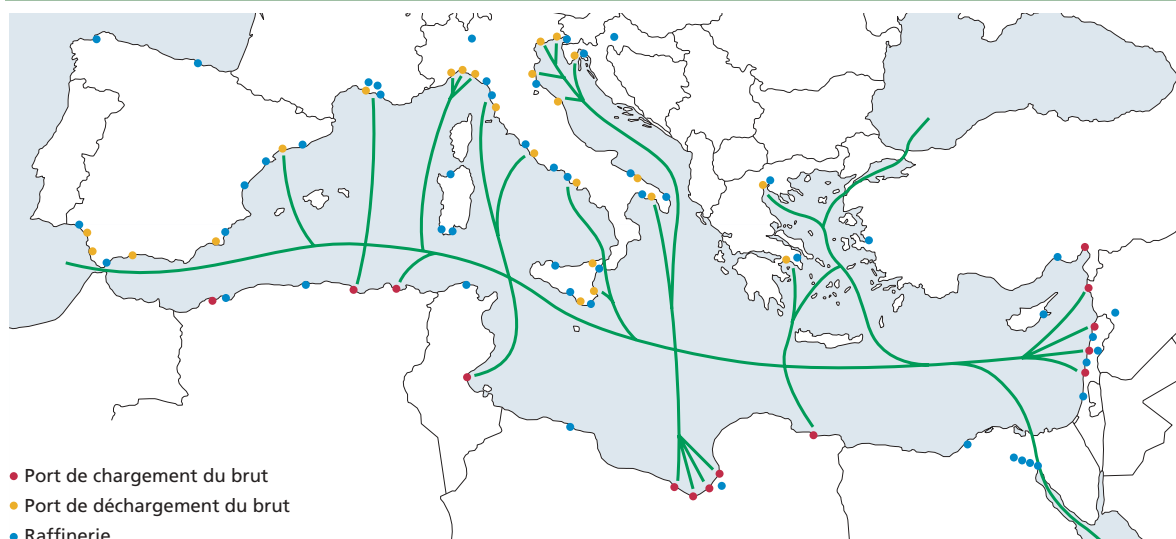 Port de chargement du brut
Port de déchargement du brut
Raffinerie